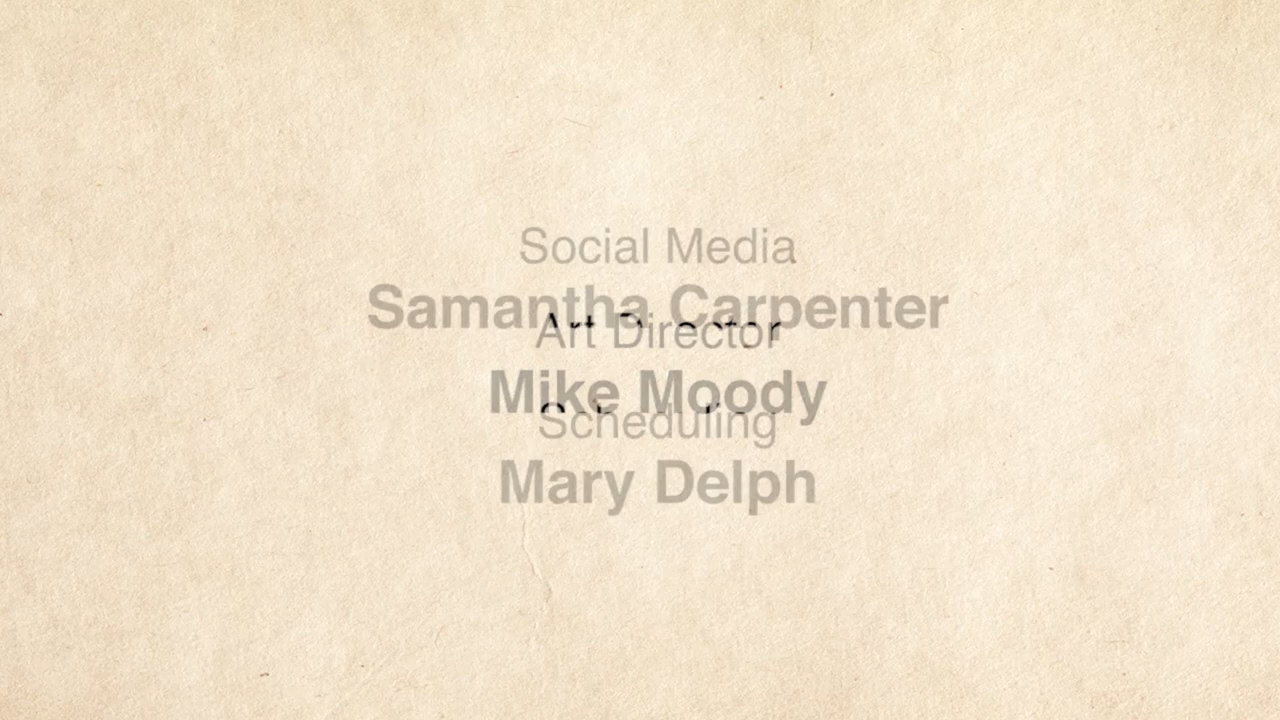 Social Media
Samantha Carpenter
Art Director
Mike Moody
Scheduling
Mary Delph